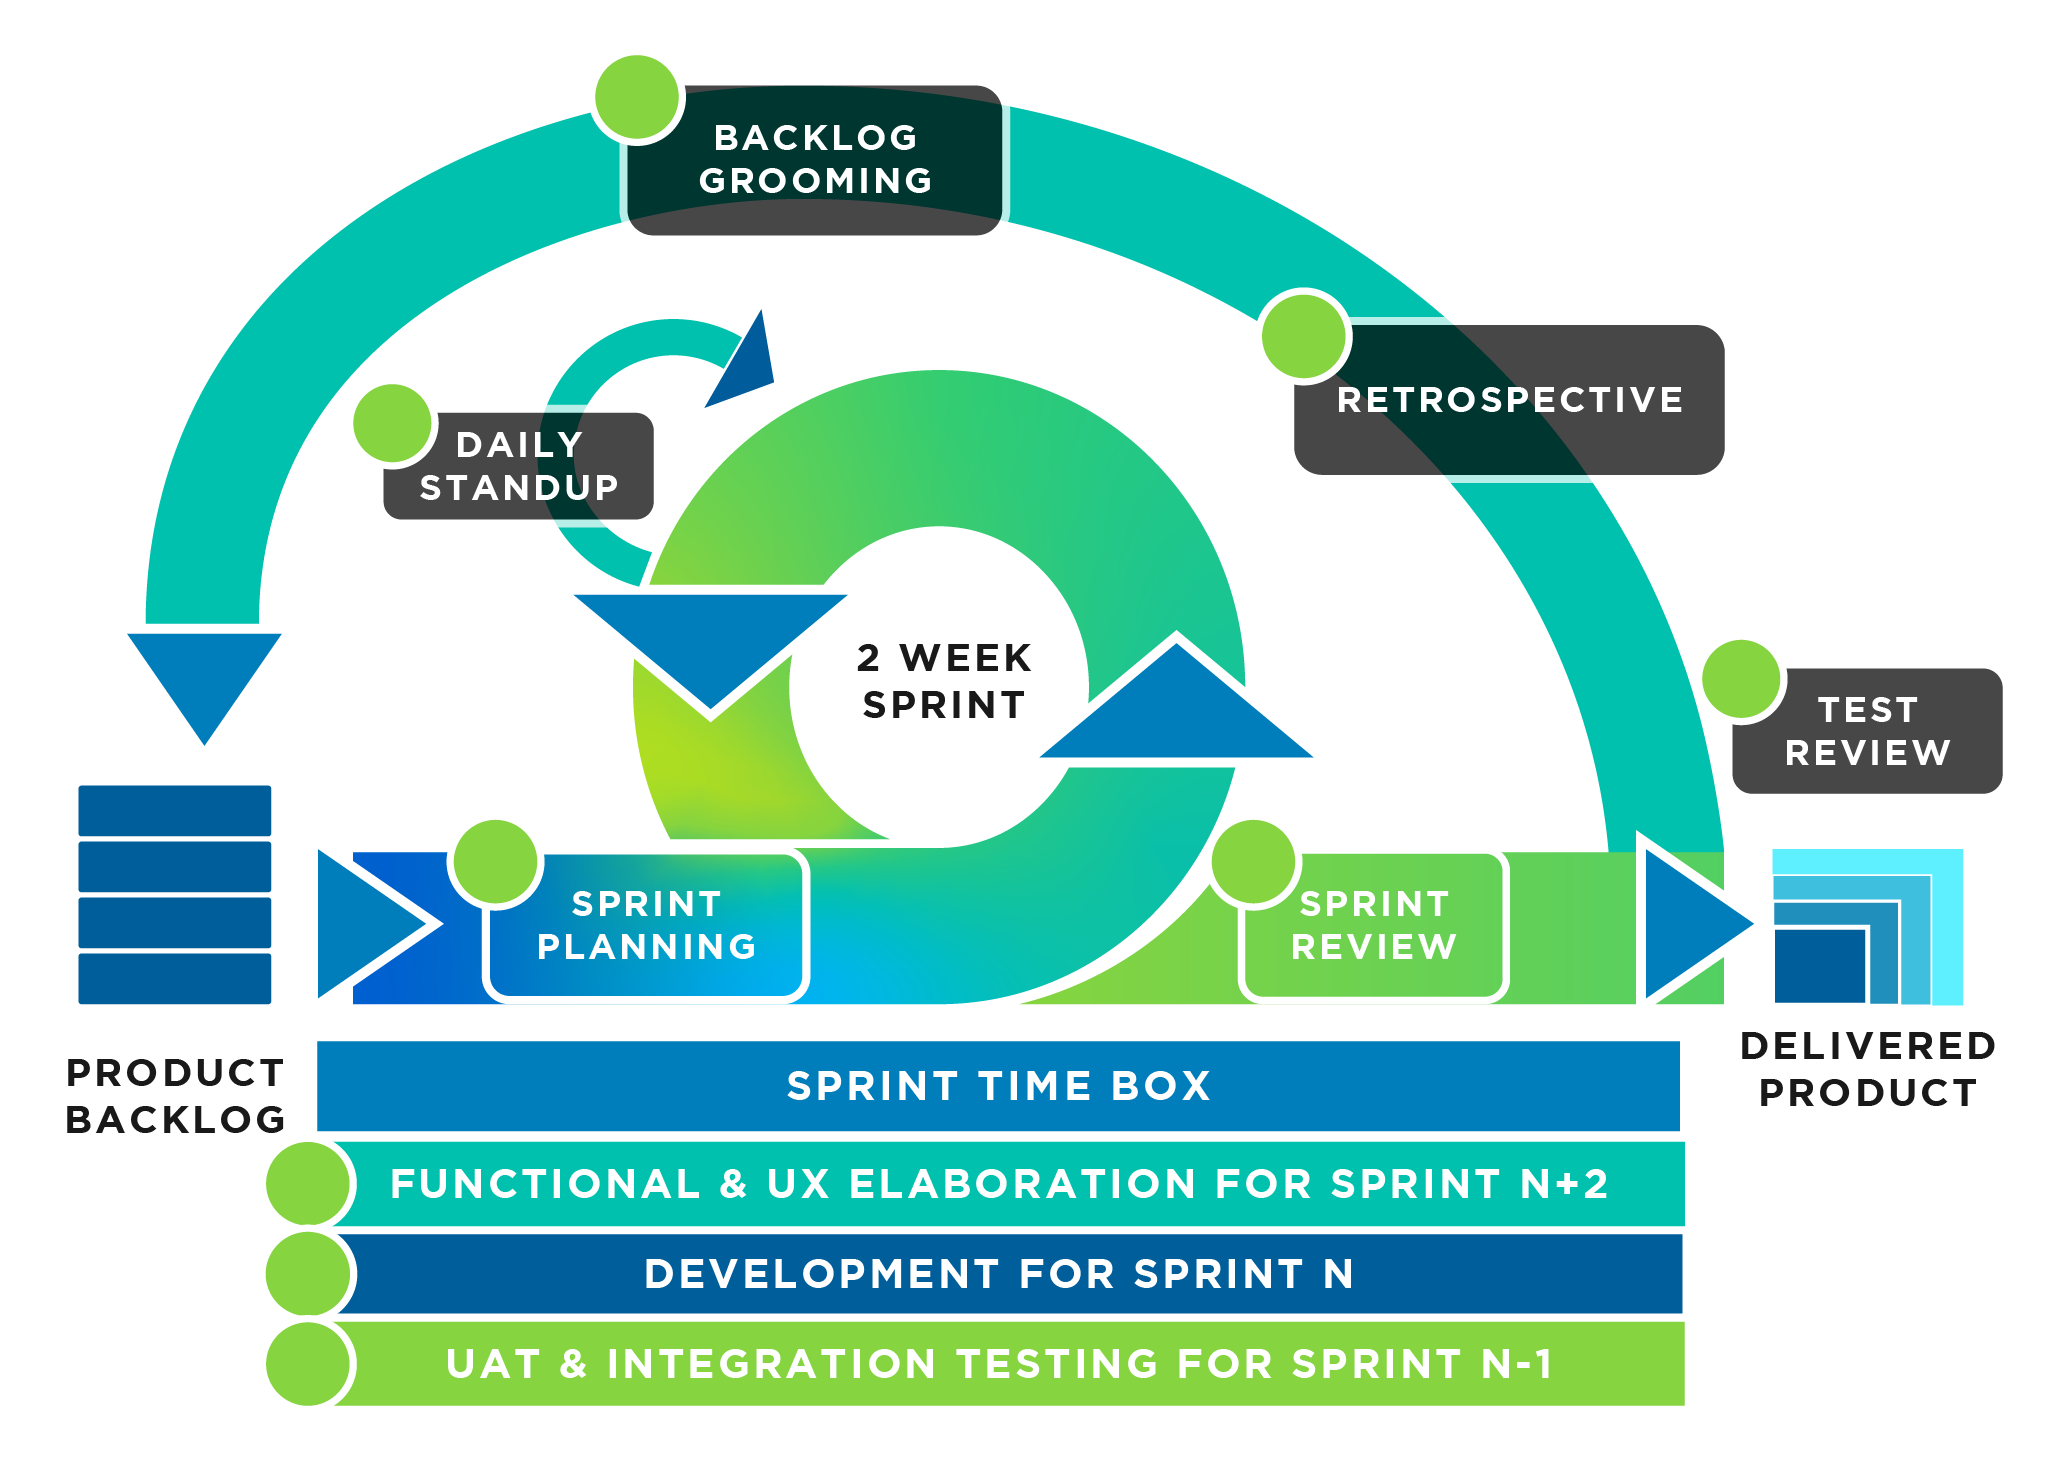 BACKLOG
GROOMING
RETROSPECTIVE
DAILY
STANDUP
2 WEEK
SPRINT
TEST
REVIEW
SPRINT
PLANNING
SPRINT
REVIEW
PRODUCT
BACKLOG
DELIVERED
PRODUCT
SPRINT TIME BOX
FUNCTIONAL & UX ELABORATION FOR SPRINT N+2
DEVELOPMENT FOR SPRINT N
UAT & INTEGRATION TESTING FOR SPRINT N-1